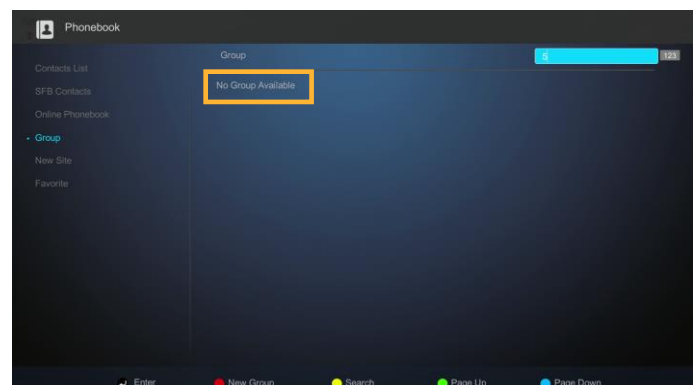 Phonebook
Group
5
123
Contacts List
No Group Available
SFB Contacts
Online Phonebook
- Group
New Site
Favorite
Enter
New Group
Search
Page Up
Page Down